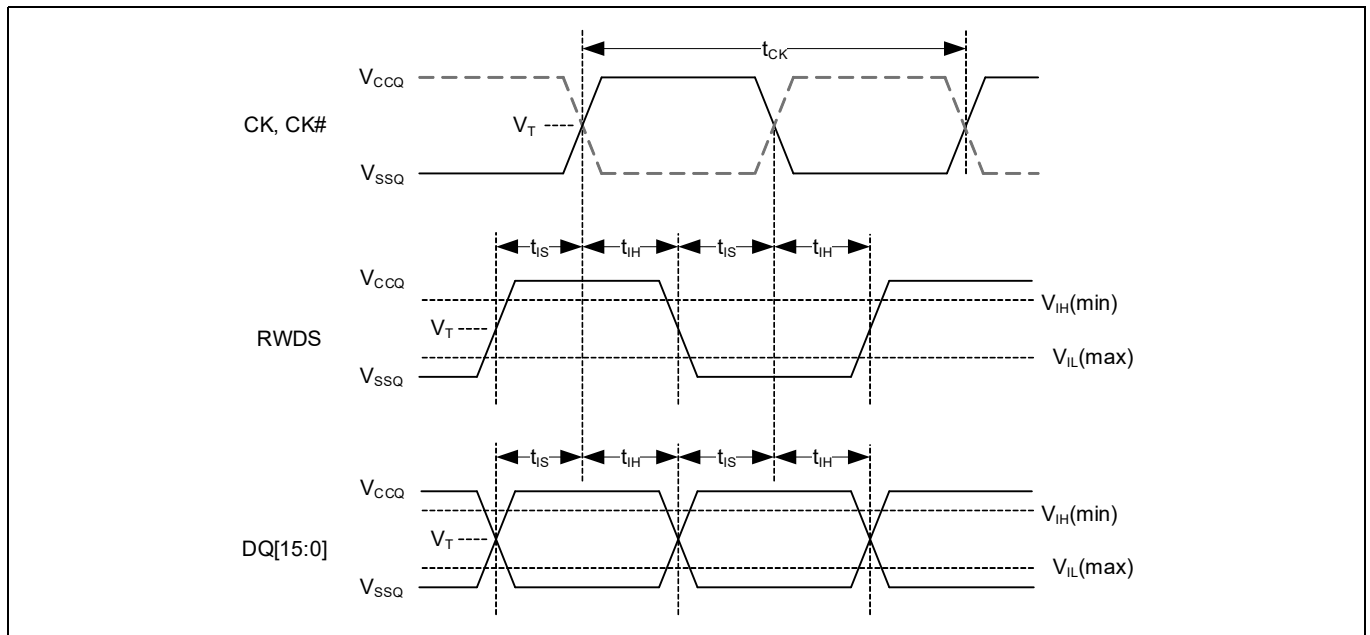 tCK
VCCQ
CK, CK#
VT
VSSQ
tIS tIH tIS tIH
VCCQ
VIH(min)
VT
RWDS
VIL(max)
VSSQ
tIS tIH tIS tIH
VCCQ
VIH(min)
VT
DQ[15:0]
VIL(max)
VSSQ